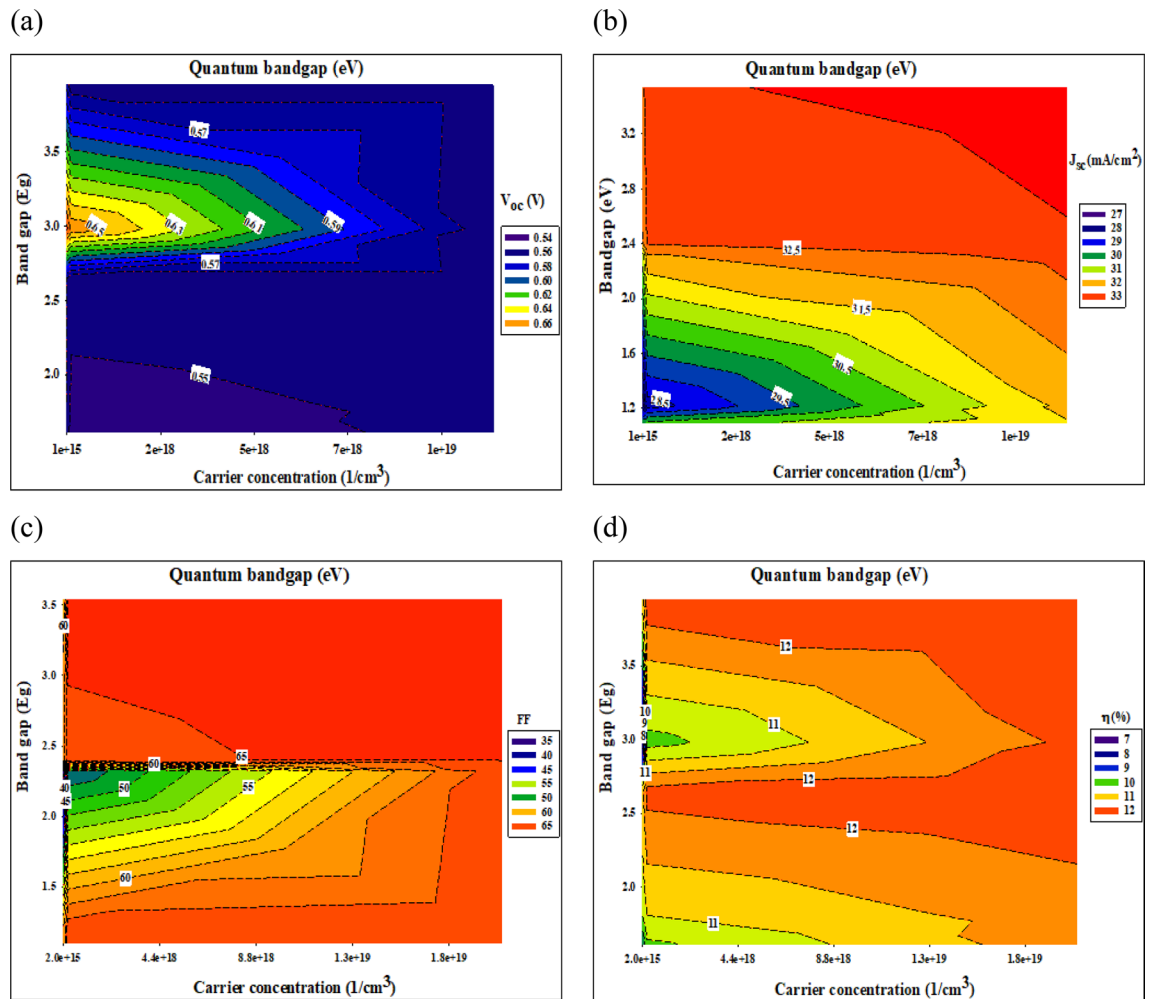 (a)
Quantum bandgap (eV)
Band gap (Eg)
3.5
3.0
2.5
2.0
0.57
0.65
0.63
0.61
0.59
0.57
0.55
1e+15
2e+18
5e+18
7e+18
1e+19
Carrier concentration (1/cm³)
Voc (V)
0.54
0.56
0.58
0.60
0.62
0.64
0.66
(b)
Quantum bandgap (eV)
Bandgap (eV)
3.2
2.8
2.4
2.0
1.6
1.2
32,5
31,5
30,5
29,5
28,5
1e+15
2e+18
5e+18
7e+18
1e+19
Carrier concentration (1/cm³)
Jsc (mA/cm²)
27
28
29
30
31
32
33
(c)
Quantum bandgap (eV)
Band gap (Eg)
3.5
3.0
2.5
2.0
1.5
60
65
60
40
50
45
55
60
2.0e+15
4.4e+18
8.8e+18
1.3e+19
1.8e+19
Carrier concentration (1/cm³)
FF
35
40
45
55
50
60
65
(d)
Quantum bandgap (eV)
Band gap (Eg)
3.5
3.0
2.5
2.0
12
10
9
8
11
11
12
12
11
2.0e+15
4.4e+18
8.8e+18
1.3e+19
1.8e+19
Carrier concentration (1/cm³)
η (%)
7
8
9
10
11
12